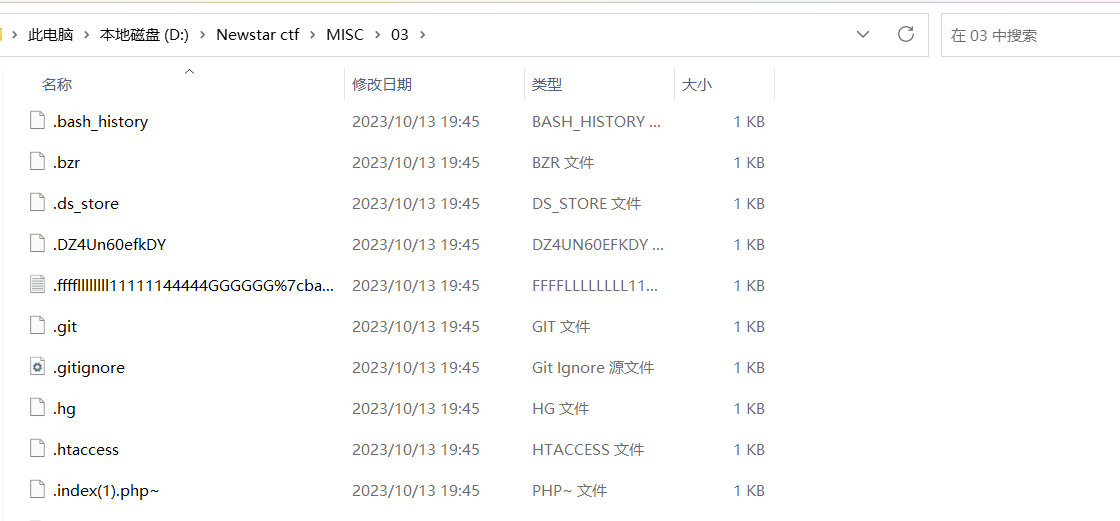 此电脑 > 本地磁盘 (D:) > Newstar ctf > MISC > 03 >
在 03 中搜索
名称 修改日期 类型 大小
.bash_history 2023/10/13 19:45 BASH_HISTORY ... 1 KB
.bzr 2023/10/13 19:45 BZR 文件 1 KB
.ds_store 2023/10/13 19:45 DS_STORE 文件 1 KB
.DZ4Un60efkDY 2023/10/13 19:45 DZ4UN60EFKDY ... 1 KB
.ffffllllllll11111144444GGGGGG%7cba... 2023/10/13 19:45 FFFFLLLLLLLL11... 1 KB
.git 2023/10/13 19:45 GIT 文件 1 KB
.gitignore 2023/10/13 19:45 Git Ignore 源文件 1 KB
.hg 2023/10/13 19:45 HG 文件 1 KB
.htaccess 2023/10/13 19:45 HTACCESS 文件 1 KB
.index(1).php~ 2023/10/13 19:45 PHP~ 文件 1 KB